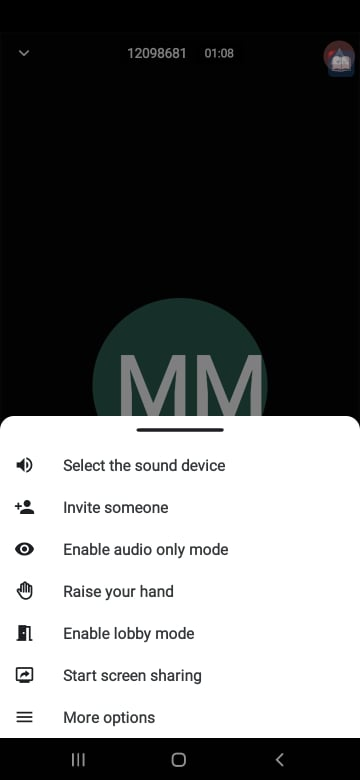 12098681 01:08
MM
Select the sound device
Invite someone
Enable audio only mode
Raise your hand
Enable lobby mode
Start screen sharing
More options